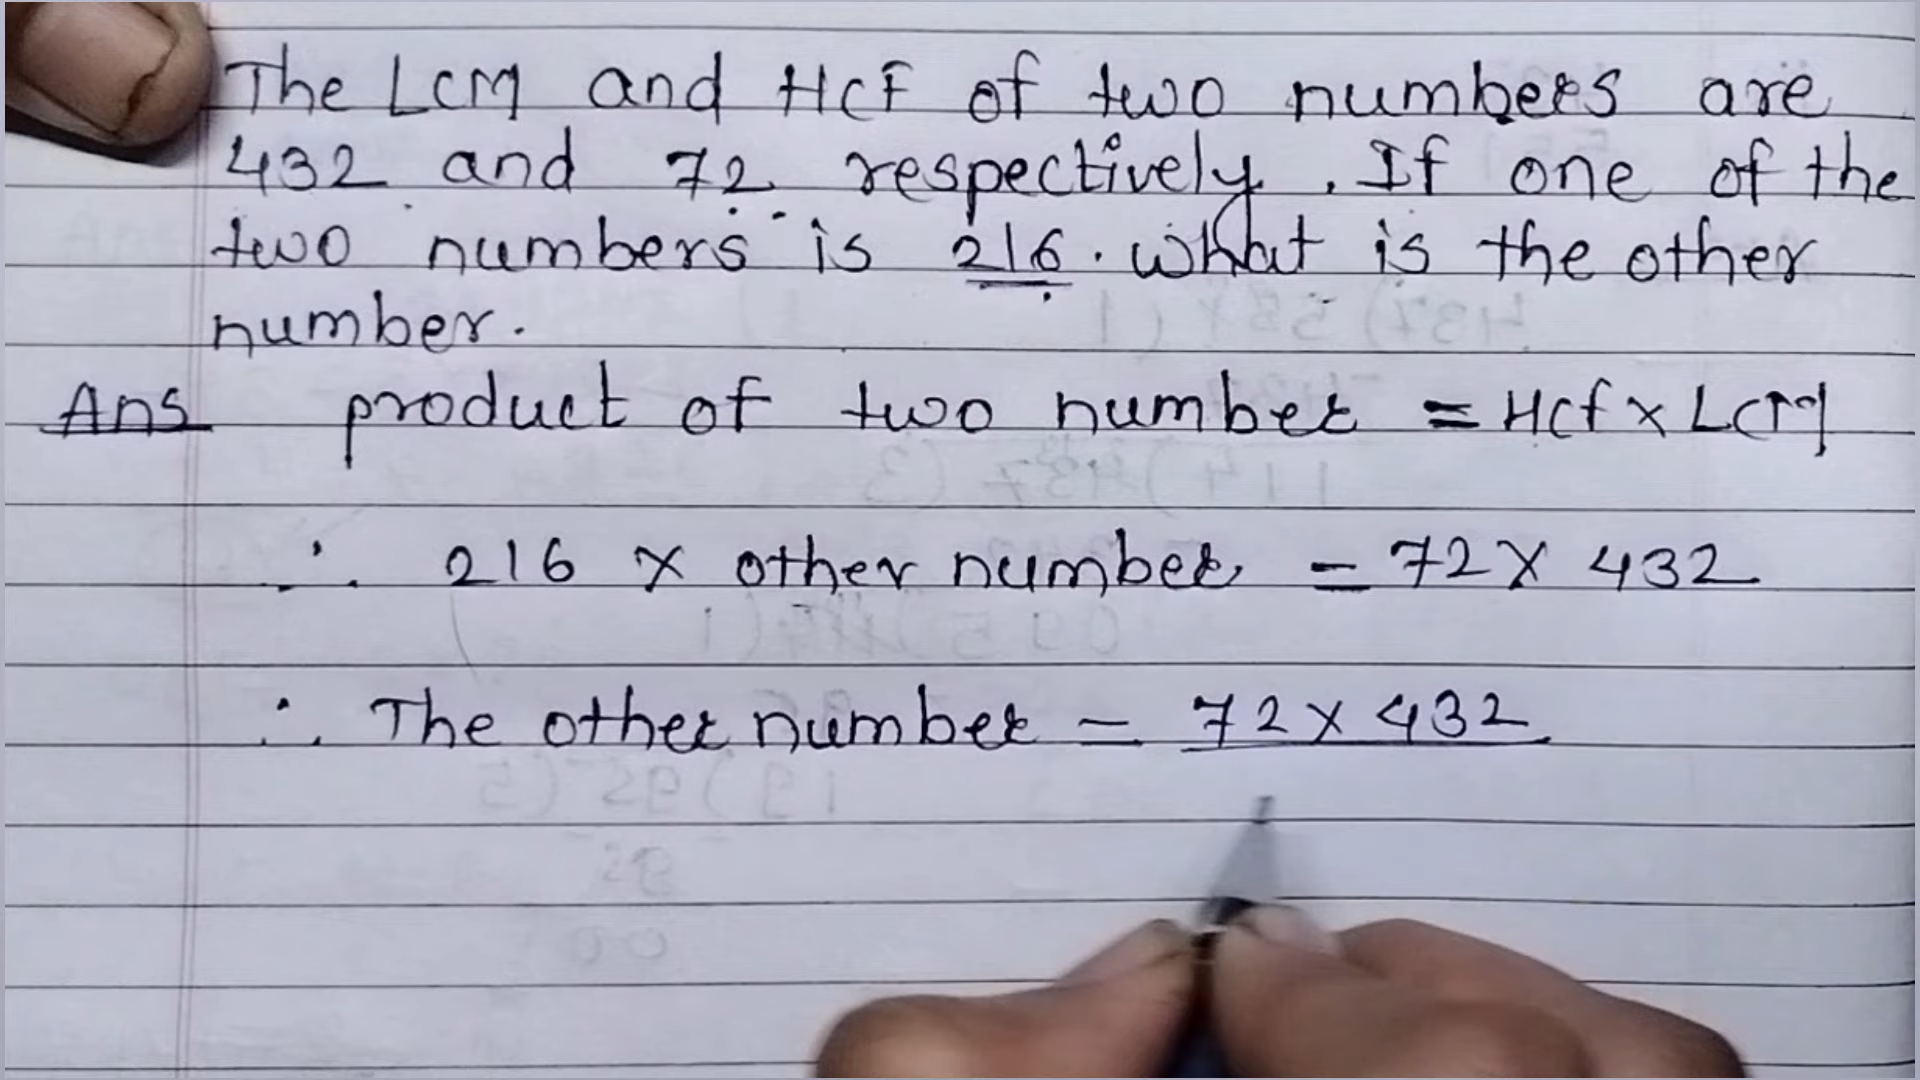 The LCM and HCF of two numbers are
432 and 72 respectively. If one of the
two numbers is 216. What is the other
number.
Ans product of two number = HCf x LCM
∴ 216 x other number = 72 x 432
∴ The other number = 72 x 432